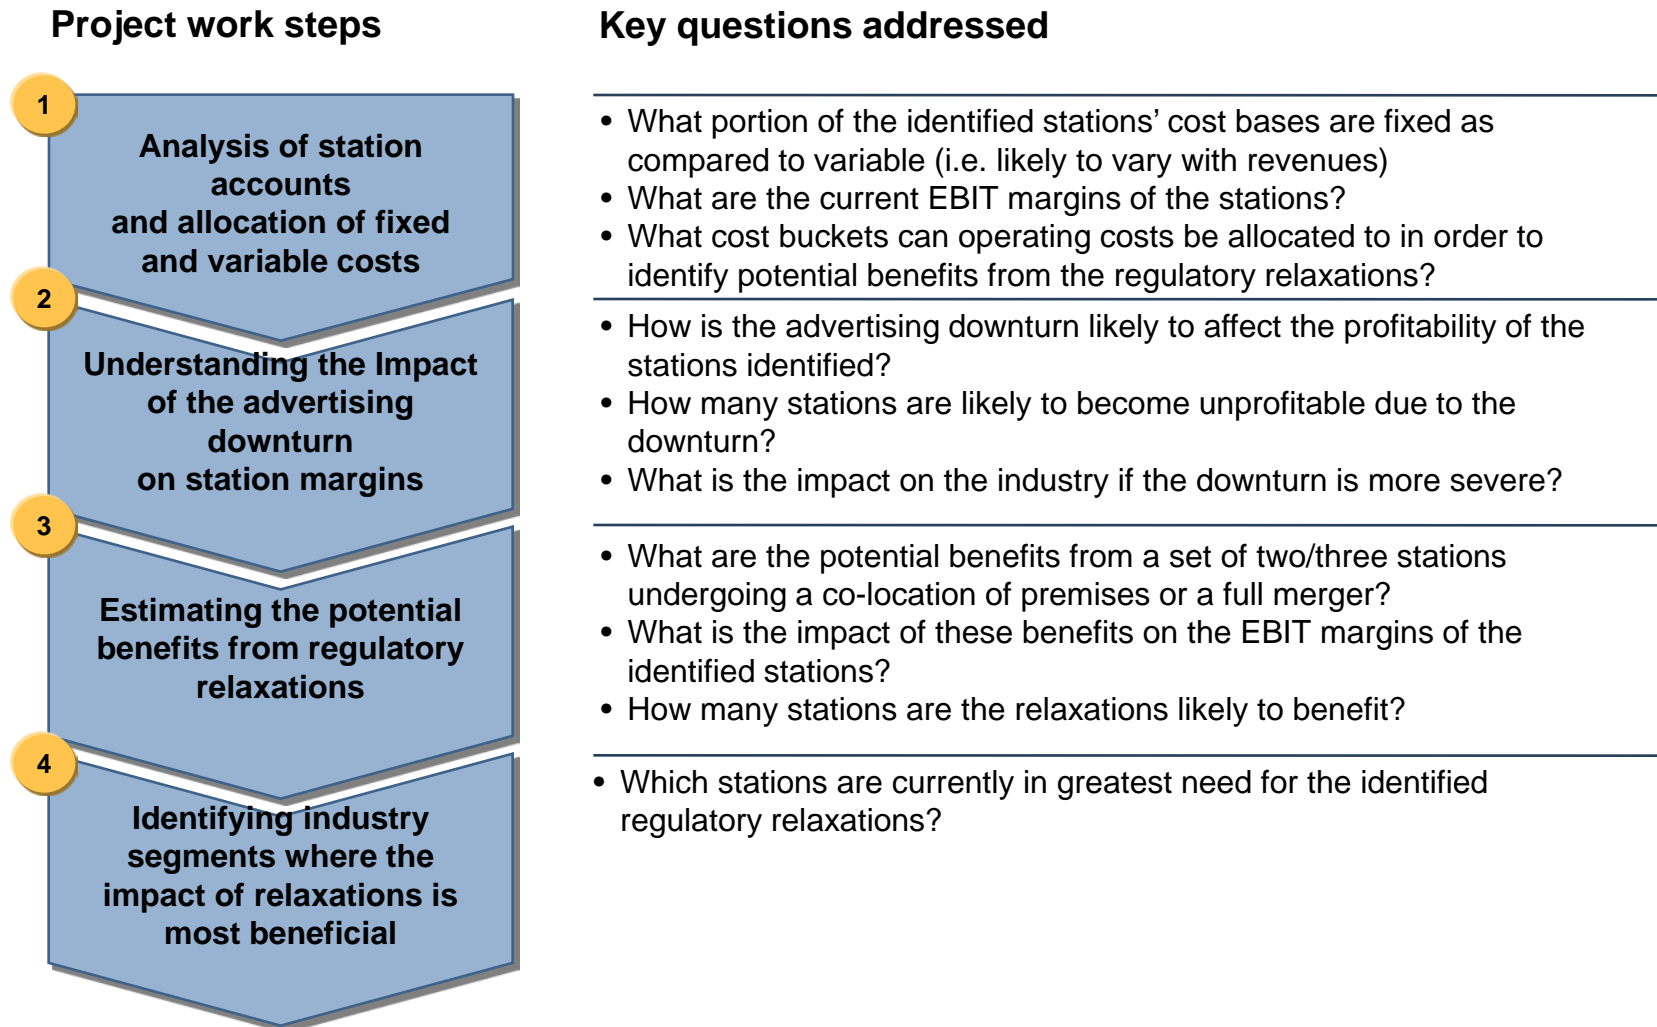 Project work steps
Key questions addressed
1
Analysis of station
accounts
and allocation of fixed
and variable costs
• What portion of the identified stations’ cost bases are fixed as
compared to variable (i.e. likely to vary with revenues)
• What are the current EBIT margins of the stations?
• What cost buckets can operating costs be allocated to in order to
identify potential benefits from the regulatory relaxations?
2
Understanding the Impact
of the advertising
downturn
on station margins
• How is the advertising downturn likely to affect the profitability of the
stations identified?
• How many stations are likely to become unprofitable due to the
downturn?
• What is the impact on the industry if the downturn is more severe?
3
Estimating the potential
benefits from regulatory
relaxations
• What are the potential benefits from a set of two/three stations
undergoing a co-location of premises or a full merger?
• What is the impact of these benefits on the EBIT margins of the
identified stations?
• How many stations are the relaxations likely to benefit?
4
Identifying industry
segments where the
impact of relaxations is
most beneficial
• Which stations are currently in greatest need for the identified
regulatory relaxations?